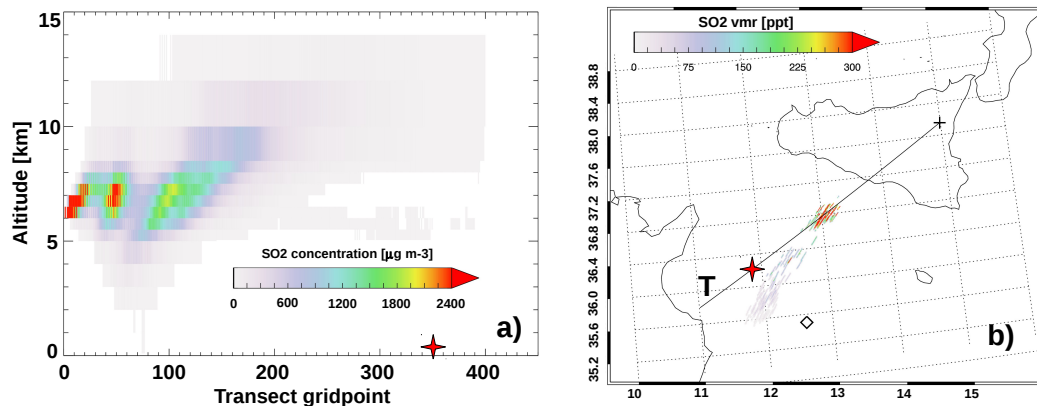 15
10
5
0
Altitude [km]
SO2 concentration [µg m-3]
0 600 1200 1800 2400
a)
0 100 200 300 400
Transect gridpoint
SO2 vmr [ppt]
0 75 150 225 300
38.8
38.4
38.0
37.6
37.2
36.8
36.4
36.0
35.6
35.2
T
b)
10 11 12 13 14 15